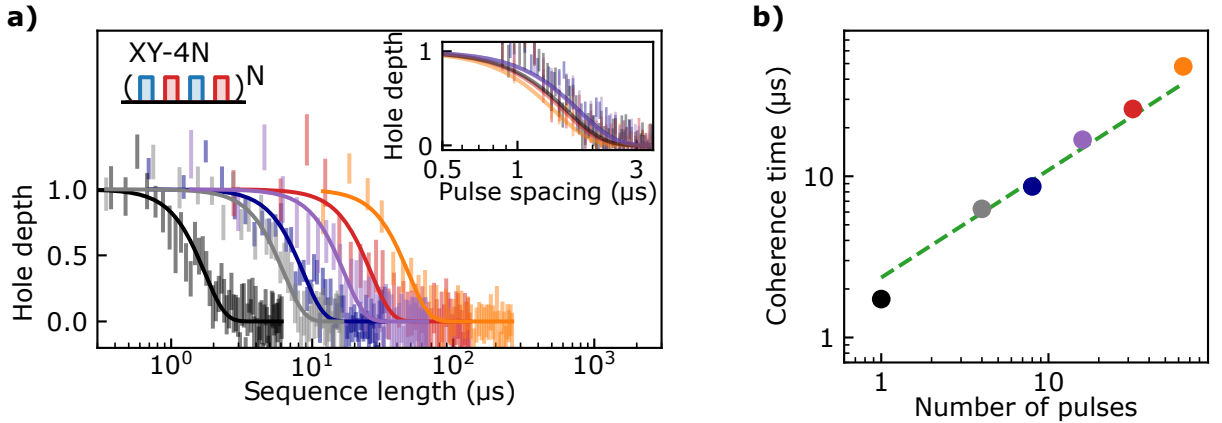 a)
XY-4N
( )N
Hole depth
1.0
0.5
0.0
10⁰
10¹
10²
10³
Sequence length (µs)
Hole depth
1
0
0.5
1
3
Pulse spacing (µs)
b)
Coherence time (µs)
10
1
1
10
Number of pulses